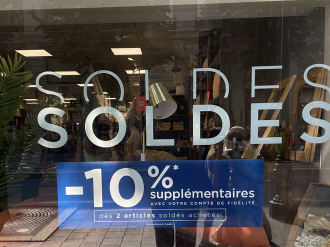 SOLDES
SOLDES
-10%*
supplémentaires
AVEC VOTRE COMPTE DE FIDÉLITÉ
dès 2 articles soldés achetés